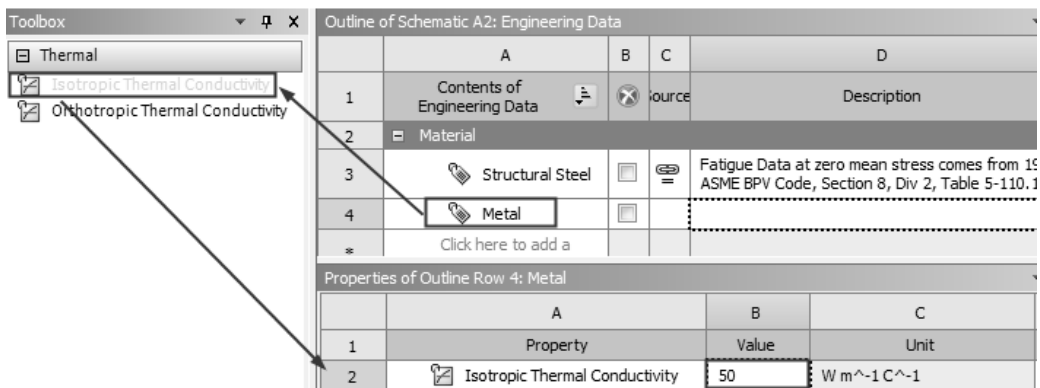 Toolbox
Thermal
Isotropic Thermal Conductivity
Orthotropic Thermal Conductivity
Outline of Schematic A2: Engineering Data
A B C D
1 Contents of Engineering Data Source Description
2 Material
3 Structural Steel Fatigue Data at zero mean stress comes from 19
ASME BPV Code, Section 8, Div 2, Table 5-110.1
4 Metal
* Click here to add a
Properties of Outline Row 4: Metal
A B C
1 Property Value Unit
2 Isotropic Thermal Conductivity 50 W m^-1 C^-1